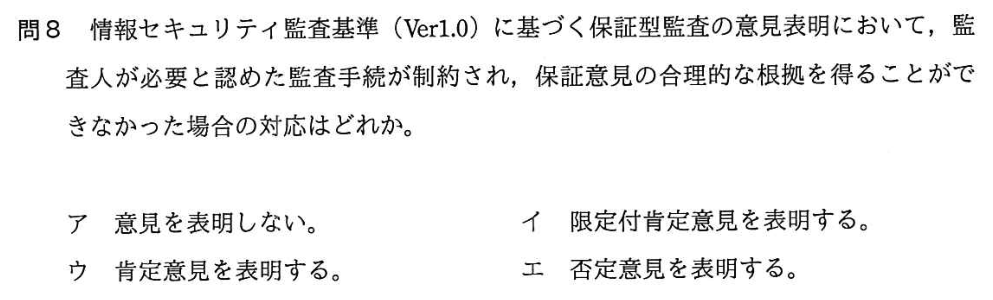 問8 情報セキュリティ監査基準（Ver1.0）に基づく保証型監査の意見表明において，監
査人が必要と認めた監査手続が制約され，保証意見の合理的な根拠を得ることがで
きなかった場合の対応はどれか。
ア 意見を表明しない。 イ 限定付肯定意見を表明する。
ウ 肯定意見を表明する。 エ 否定意見を表明する。